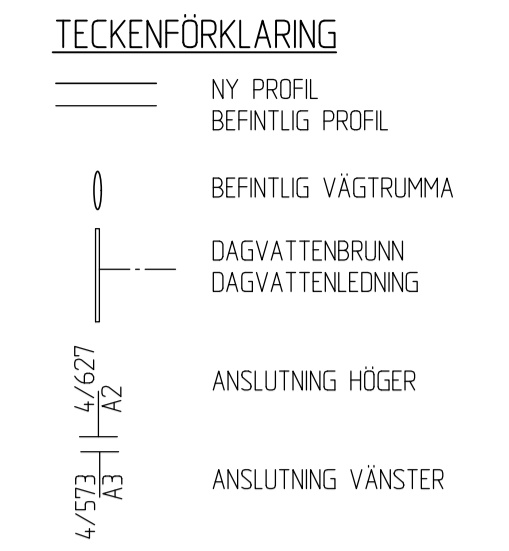 TECKENFÖRKLARING
NY PROFIL
BEFINTLIG PROFIL
BEFINTLIG VÄGTRUMMA
DAGVATTENBRUNN
DAGVATTENLEDNING
4/627
A2
ANSLUTNING HÖGER
4/573
A3
ANSLUTNING VÄNSTER